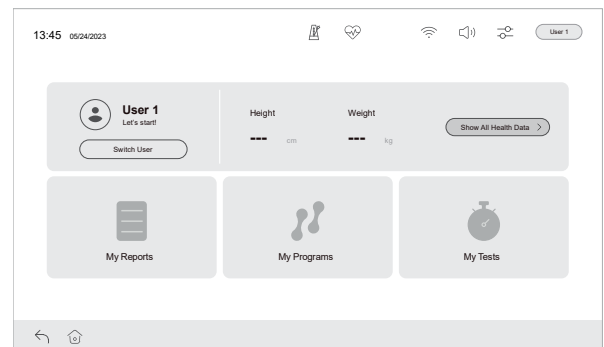 13:45 05/24/2023
User 1
User 1
Let's start!
Switch User
Height
--- cm
Weight
--- kg
Show All Health Data
My Reports
My Programs
My Tests